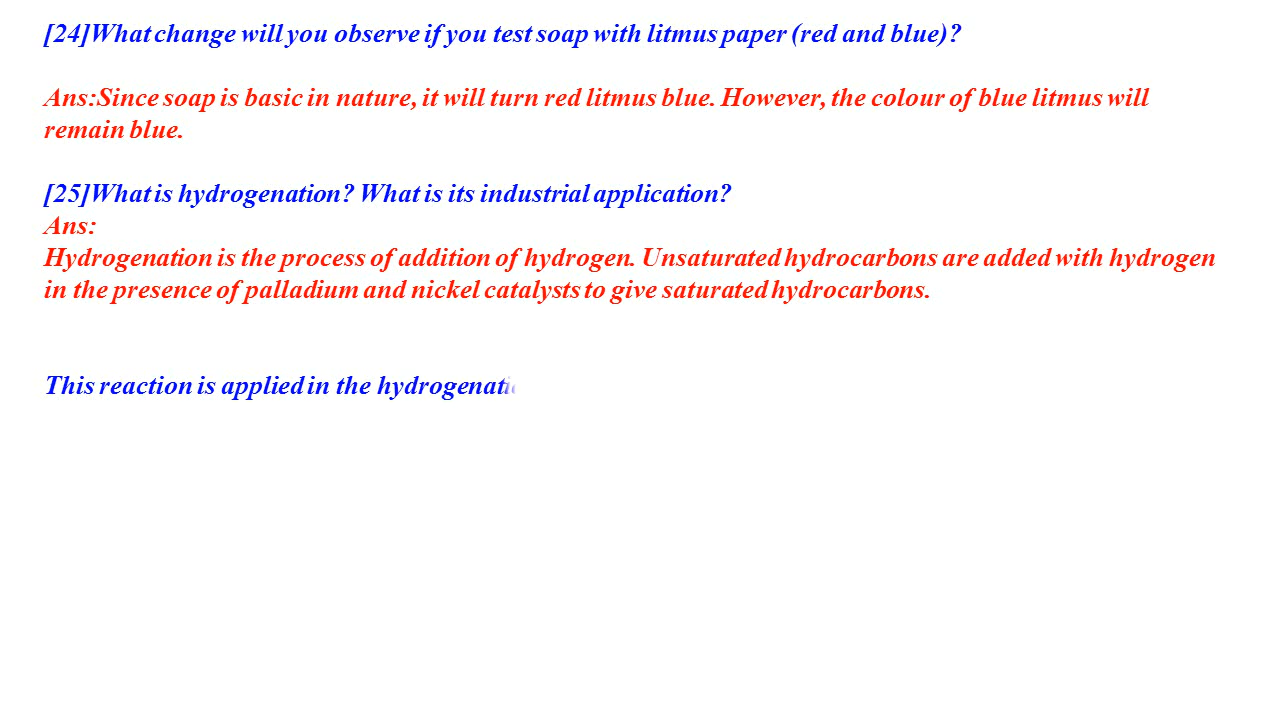 [24]What change will you observe if you test soap with litmus paper (red and blue)?
Ans:Since soap is basic in nature, it will turn red litmus blue. However, the colour of blue litmus will
remain blue.
[25]What is hydrogenation? What is its industrial application?
Ans:
Hydrogenation is the process of addition of hydrogen. Unsaturated hydrocarbons are added with hydrogen
in the presence of palladium and nickel catalysts to give saturated hydrocarbons.
This reaction is applied in the